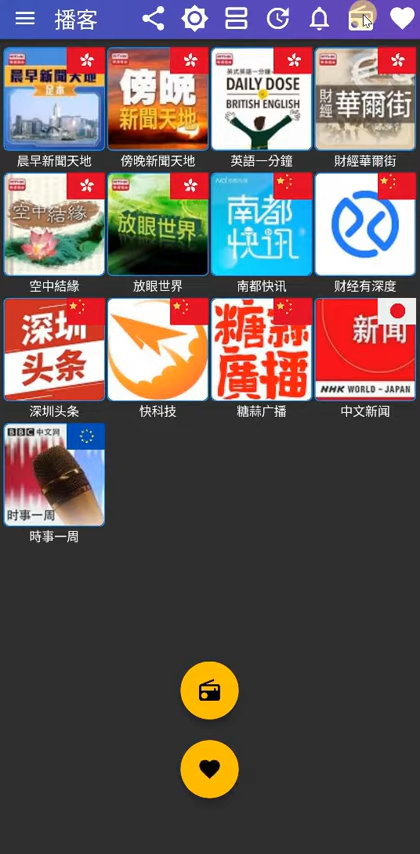 播客
晨早新聞天地
足本
傍晚
新聞天地
英式英語一分鐘
DAILY DOSE
OF
BRITISH ENGLISH
財經
華爾街
晨早新聞天地
傍晚新聞天地
英語一分鐘
財經華爾街
空中結緣
放眼世界
南都
快讯
空中結緣
放眼世界
南都快讯
财经有深度
深圳
头条
糖蒜
廣播
新聞
NHK WORLD - JAPAN
深圳头条
快科技
糖蒜广播
中文新闻
BBC 中文网
时事一周
時事一周